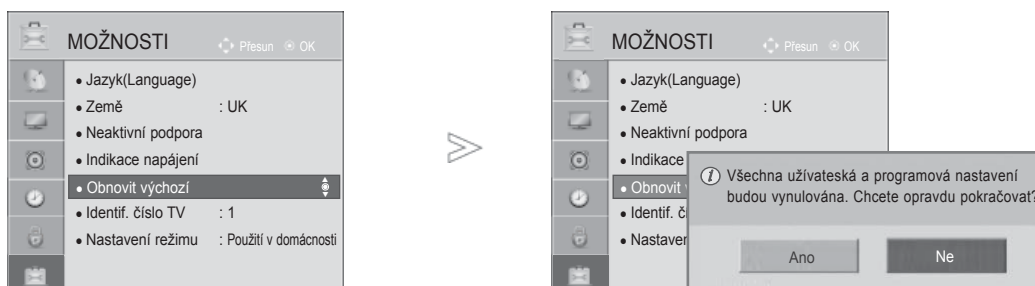 MOŽNOSTI
Přesun OK
• Jazyk(Language)
• Země : UK
• Neaktivní podpora
• Indikace napájení
• Obnovit výchozí
• Identif. číslo TV : 1
• Nastavení režimu : Použití v domácnosti
MOŽNOSTI
Přesun OK
• Jazyk(Language)
• Země : UK
• Neaktivní podpora
• Indikace
• Obnovit
• Identif. č
• Nastaven
Všechna užívateská a programová nastavení
budou vynulována. Chcete opravdu pokračovat?
Ano
Ne